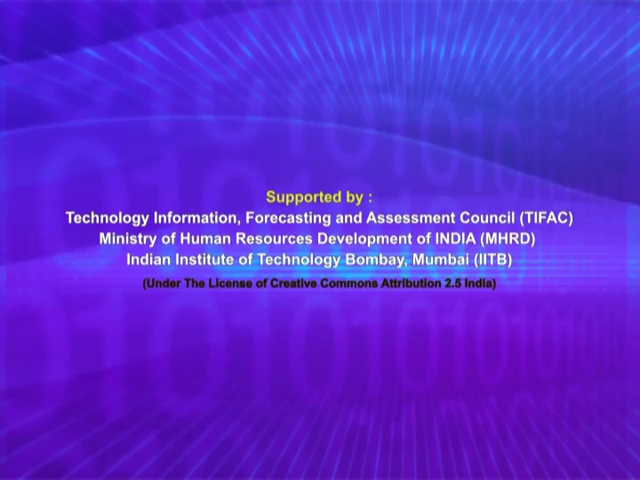 Supported by :
Technology Information, Forecasting and Assessment Council (TIFAC)
Ministry of Human Resources Development of INDIA (MHRD)
Indian Institute of Technology Bombay, Mumbai (IITB)
(Under The License of Creative Commons Attribution 2.5 India)